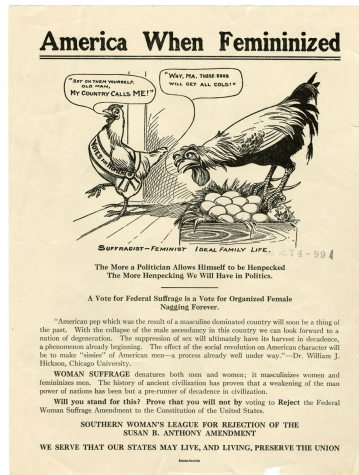 America When Femininized
"SET ON THEM YOURSELF,
OLD MAN,
MY COUNTRY CALLS ME!"
"WHY, MA, THESE EGGS
WILL GET ALL COLD!"
VOTES FOR
SUFFRAGIST-FEMINIST IDEAL FAMILY LIFE.
74-994
The More a Politician Allows Himself to be Henpecked
The More Henpecking We Will Have in Politics.
A Vote for Federal Suffrage is a Vote for Organized Female
Nagging Forever.
"American pep which was the result of a masculine dominated country will soon be a thing of
the past. With the collapse of the male ascendancy in this country we can look forward to a
nation of degeneration. The suppression of sex will ultimately have its harvest in decadence,
a phenomenon already beginning. The effect of the social revolution on American character will
be to make "sissies" of American men—a process already well under way."—Dr. William J.
Hickson, Chicago University.
WOMAN SUFFRAGE denatures both men and women; it masculinizes women and
feminizes men. The history of ancient civilization has proven that a weakening of the man
power of nations has been but a pre-runner of decadence in civilization.
Will you stand for this? Prove that you will not by voting to Reject the Federal
Woman Suffrage Amendment to the Constitution of the United States.
SOUTHERN WOMAN'S LEAGUE FOR REJECTION OF THE
SUSAN B. ANTHONY AMENDMENT
WE SERVE THAT OUR STATES MAY LIVE, AND LIVING, PRESERVE THE UNION